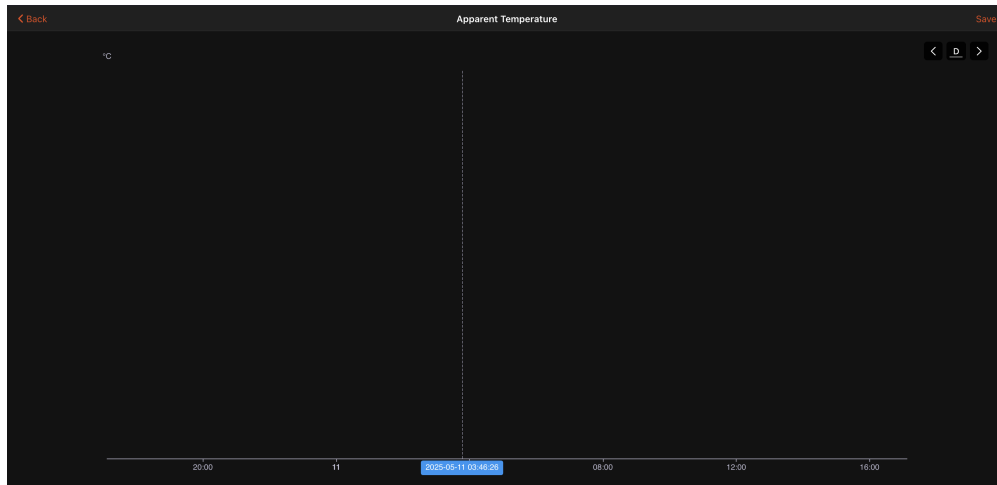 Back
Apparent Temperature
Save
°C
D
20:00
11
2025-05-11 03:46:26
08:00
12:00
16:00